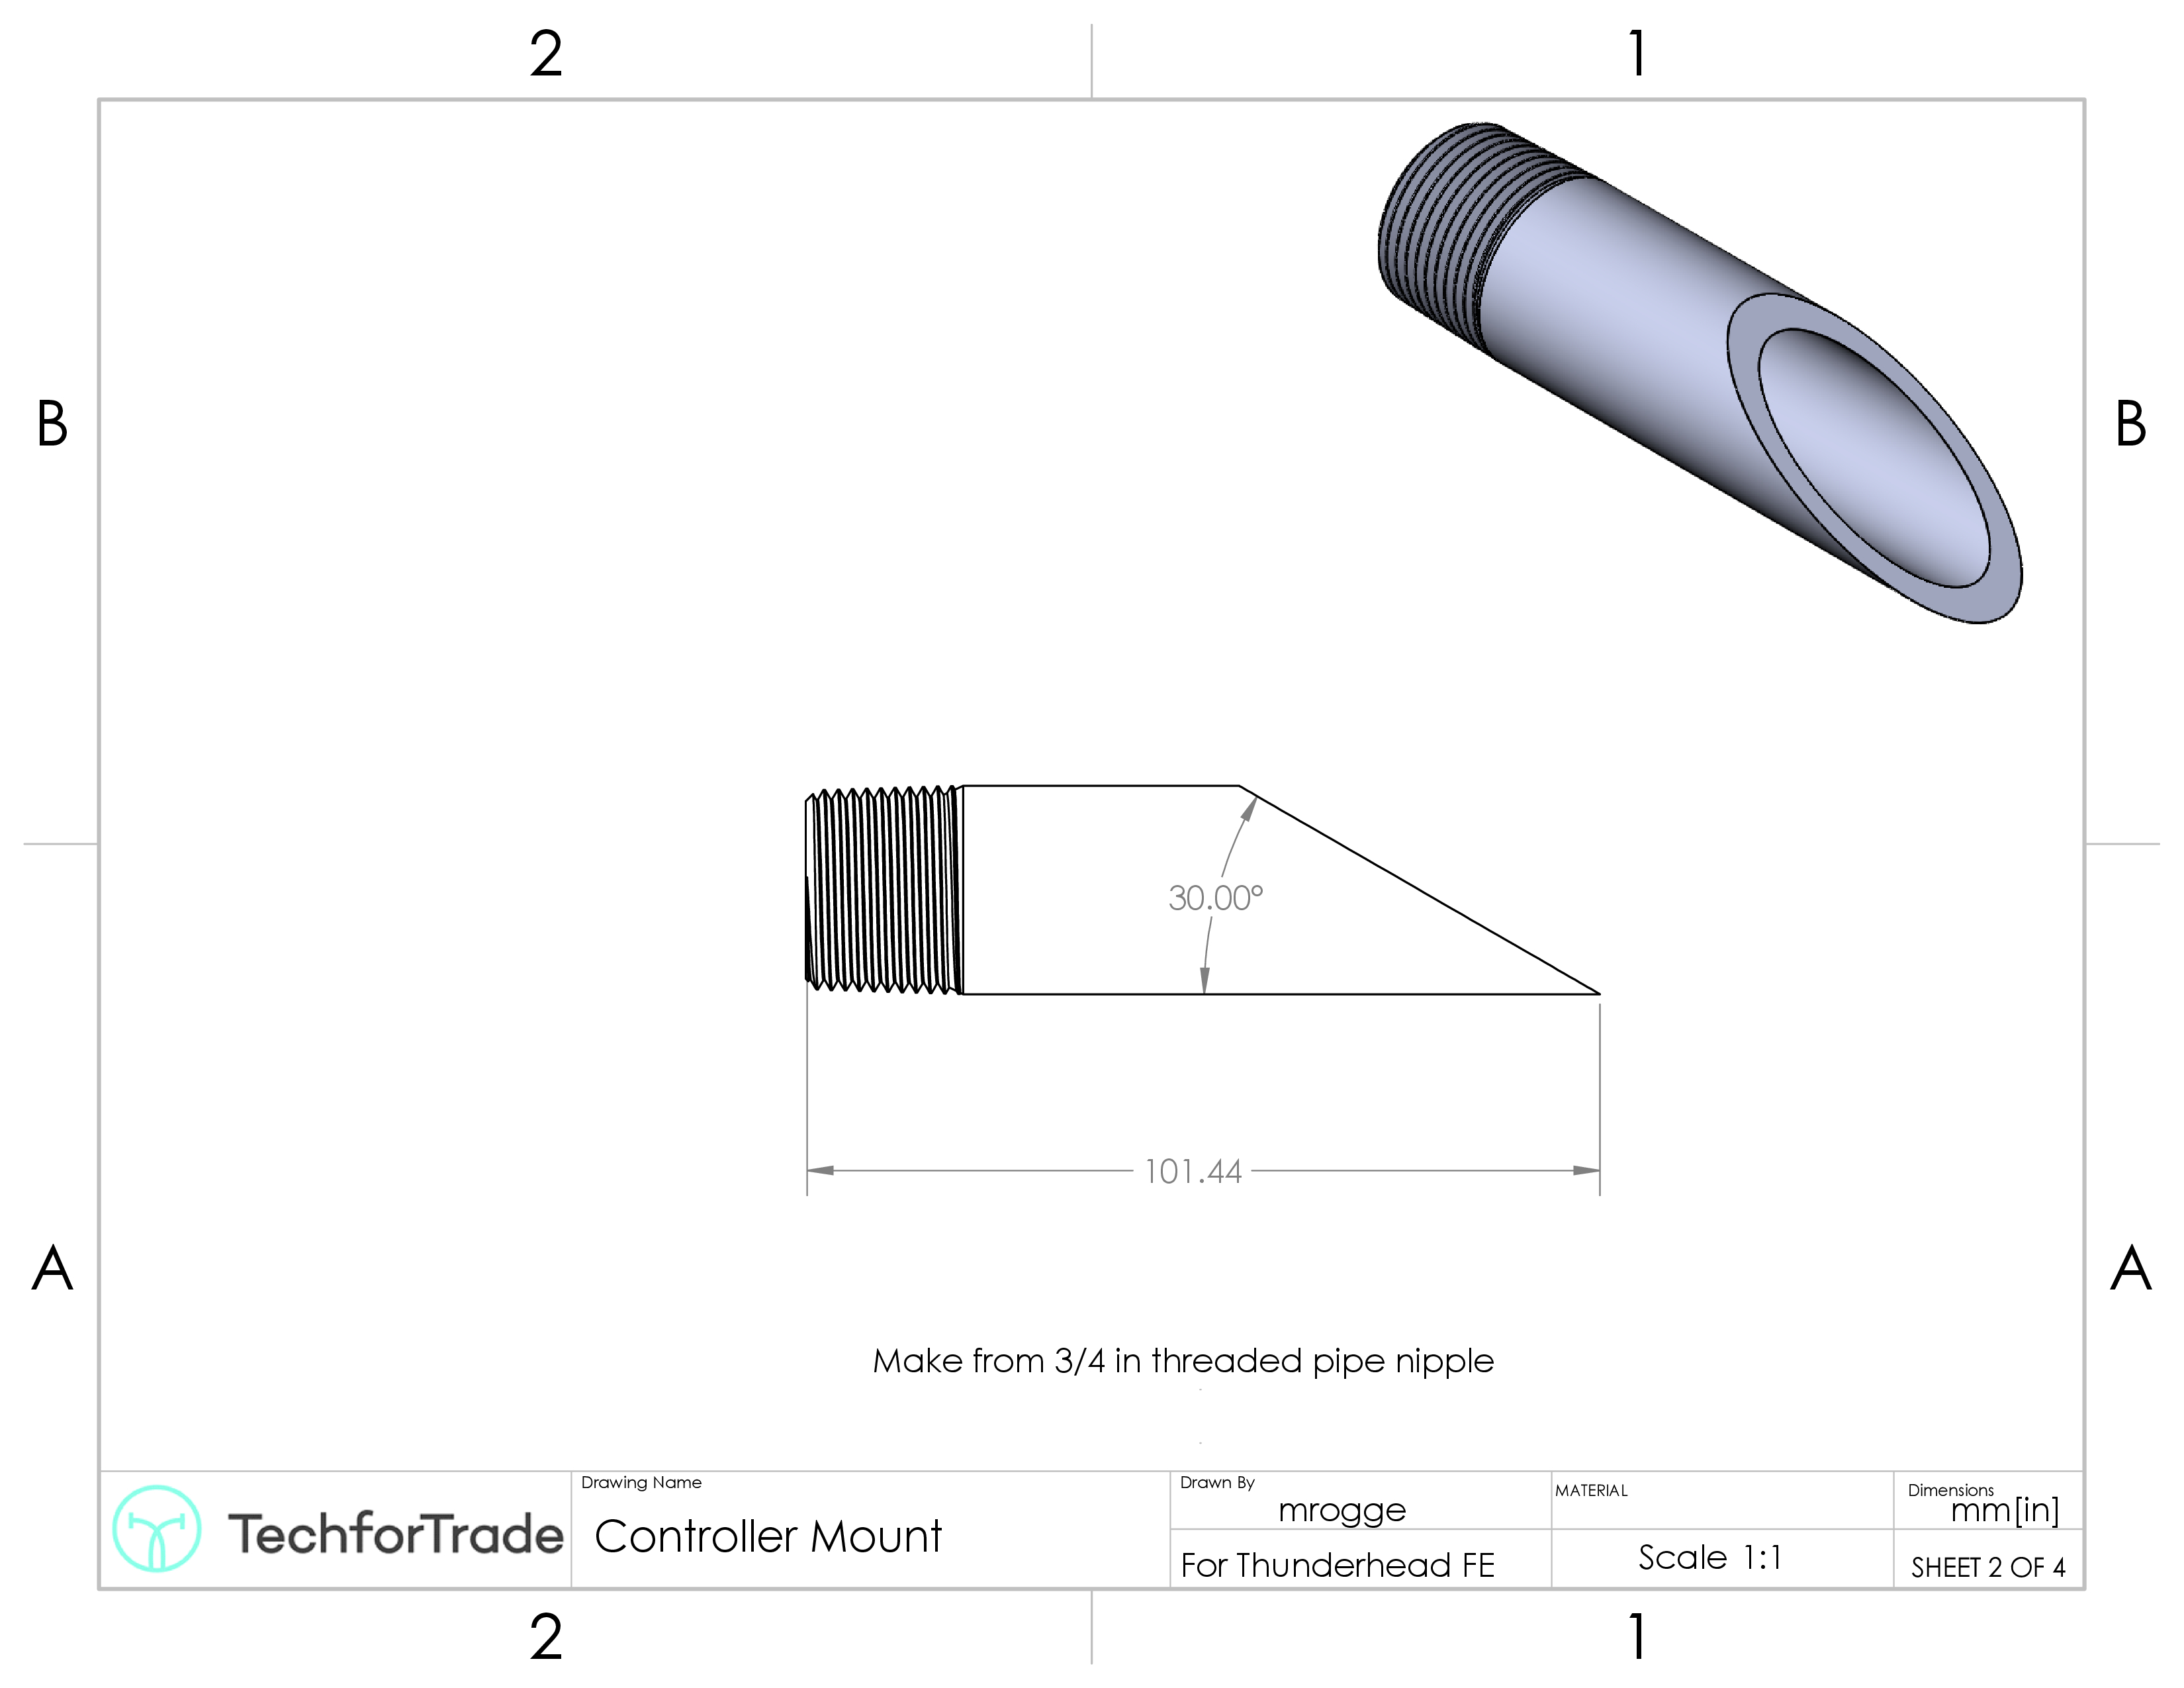 2 1
B B
30.00°
101.44
A A
Make from 3/4 in threaded pipe nipple
TechforTrade
Drawing Name
Controller Mount
Drawn By
mrogge
For Thunderhead FE
MATERIAL
Scale 1:1
Dimensions
mm[in]
SHEET 2 OF 4
2 1